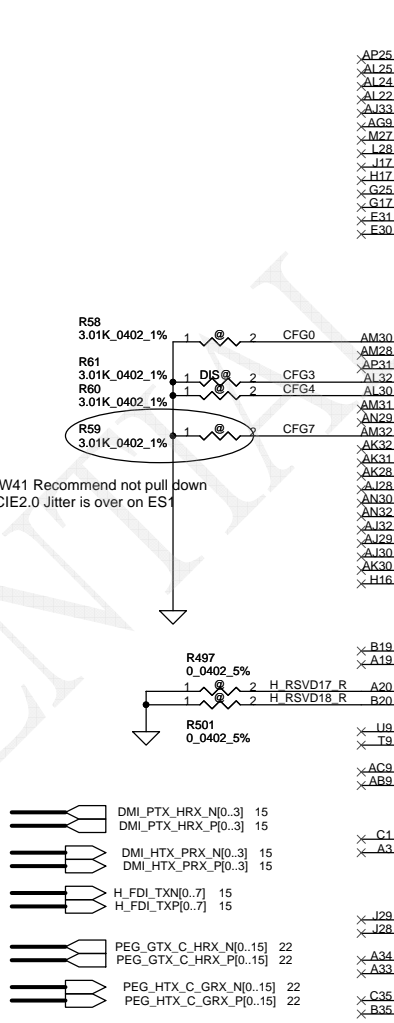 AP25
AL25
AL24
AL22
AJ33
AG9
M27
L28
J17
H17
G25
G17
E31
E30
R58
3.01K_0402_1%
1 @ 2 CFG0 AM30
AM28
R61
AP31
3.01K_0402_1%
1 DIS@ 2 CFG3 AL32
R60
3.01K_0402_1%
1 @ 2 CFG4 AL30
AM31
AN29
R59
3.01K_0402_1%
1 @ 2 CFG7 AM32
AK32
AK31
AK28
W41 Recommend not pull down
AJ28
CIE2.0 Jitter is over on ES1
AN30
AN32
AJ32
AJ29
AJ30
AK30
H16
B19
A19
R497
0_0402_5%
1 @ 2 H_RSVD17_R A20
1 @ 2 H_RSVD18_R B20
R501
0_0402_5%
U9
T9
AC9
AB9
DMI_PTX_HRX_N[0..3] 15
DMI_PTX_HRX_P[0..3] 15
C1
A3
DMI_HTX_PRX_N[0..3] 15
DMI_HTX_PRX_P[0..3] 15
H_FDI_TXN[0..7] 15
H_FDI_TXP[0..7] 15
J29
J28
PEG_GTX_C_HRX_N[0..15] 22
PEG_GTX_C_HRX_P[0..15] 22
A34
A33
PEG_HTX_C_GRX_N[0..15] 22
PEG_HTX_C_GRX_P[0..15] 22
C35
B35
ENTIAL